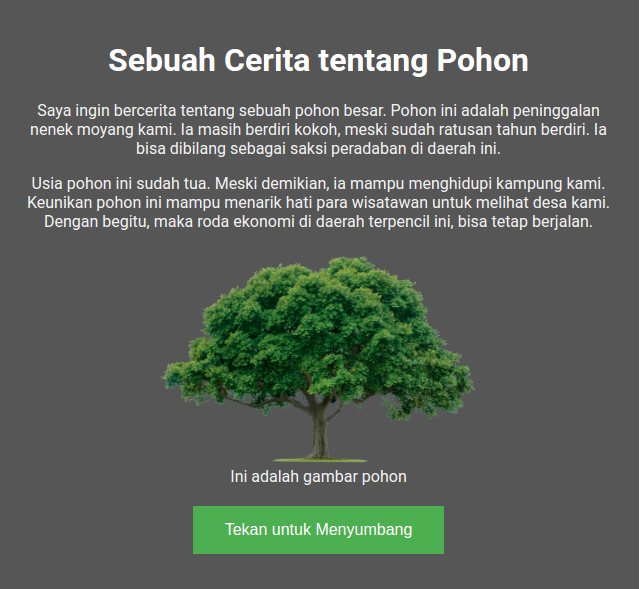 Sebuah Cerita tentang Pohon
Saya ingin bercerita tentang sebuah pohon besar. Pohon ini adalah peninggalan
nenek moyang kami. Ia masih berdiri kokoh, meski sudah ratusan tahun berdiri. Ia
bisa dibilang sebagai saksi peradaban di daerah ini.
Usia pohon ini sudah tua. Meski demikian, ia mampu menghidupi kampung kami.
Keunikan pohon ini mampu menarik hati para wisatawan untuk melihat desa kami.
Dengan begitu, maka roda ekonomi di daerah terpencil ini, bisa tetap berjalan.
Ini adalah gambar pohon
Tekan untuk Menyumbang